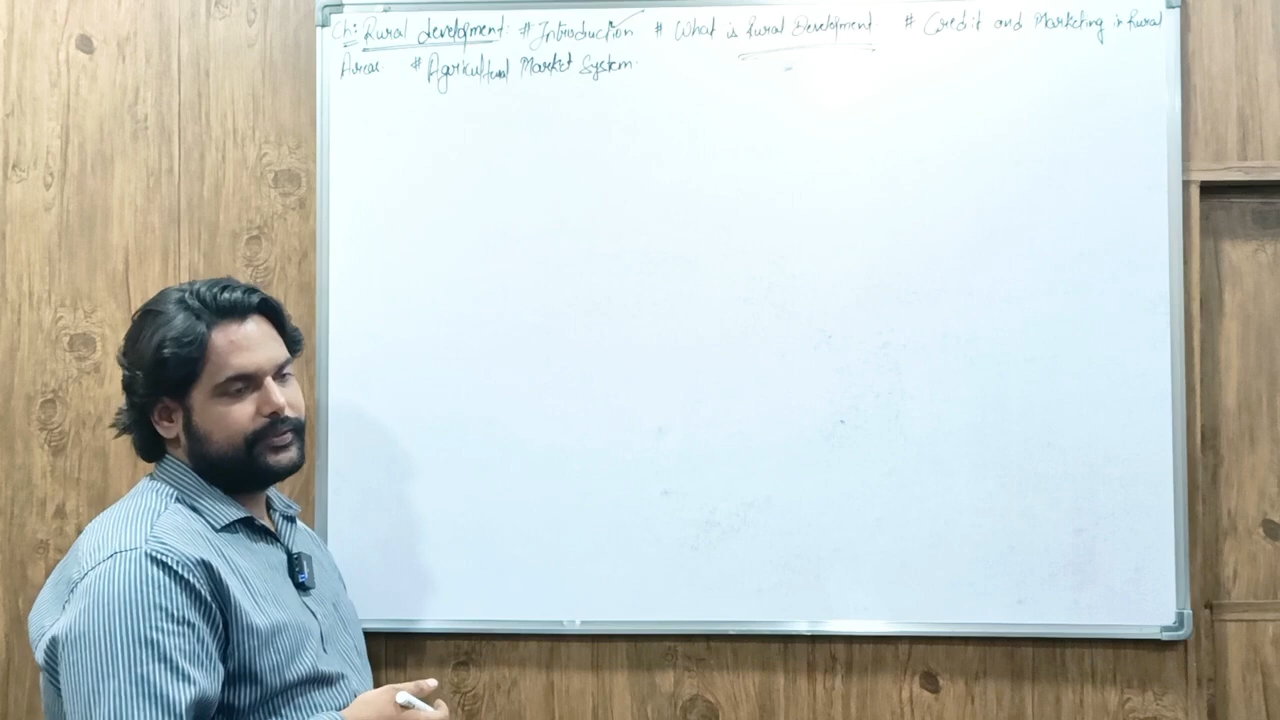 Ch: Rural development: # Introduction # What is Rural Development. # Credit and Marketing in Rural
Areas # Agricultural Market System.